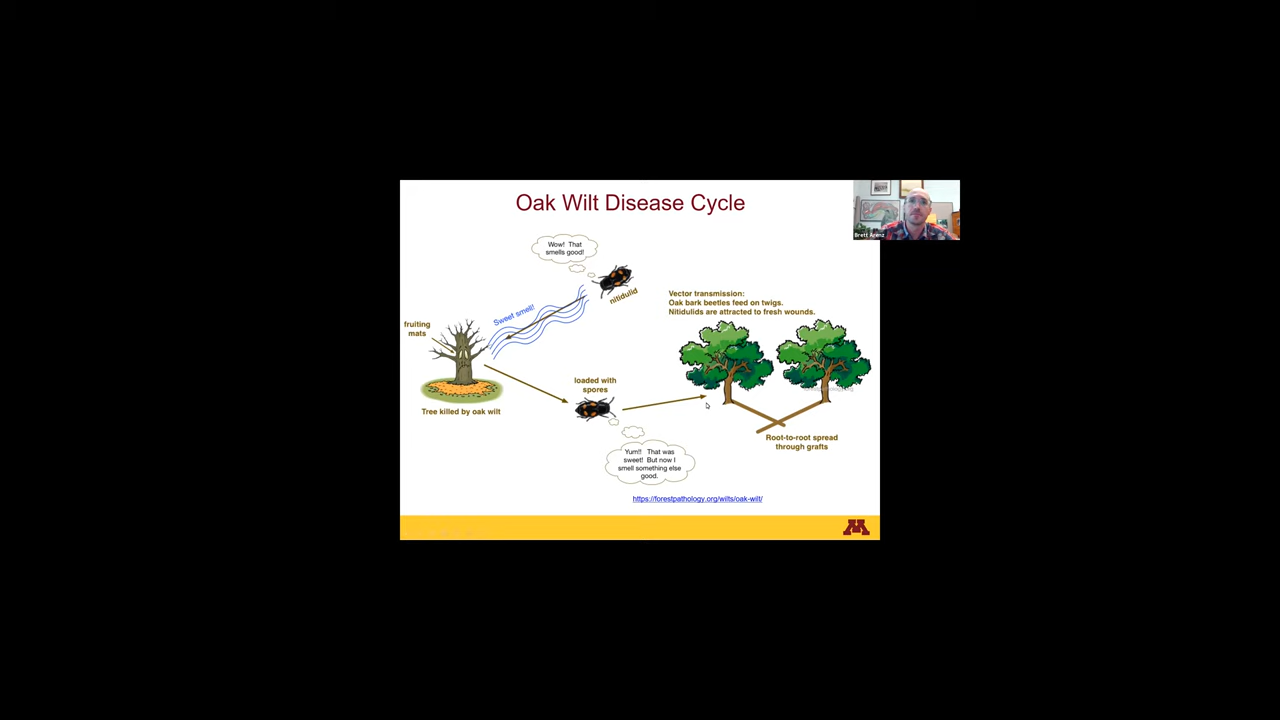 Oak Wilt Disease Cycle
Brett Arenz
Wow! That
smells good!
nitidulid
Sweet smell!
fruiting
mats
Tree killed by oak wilt
loaded with
spores
Yum!! That was
sweet! But now I
smell something else
good.
Vector transmission:
Oak bark beetles feed on twigs.
Nitidulids are attracted to fresh wounds.
Root-to-root spread
through grafts
https://forestpathology.org/wilts/oak-wilt/
M